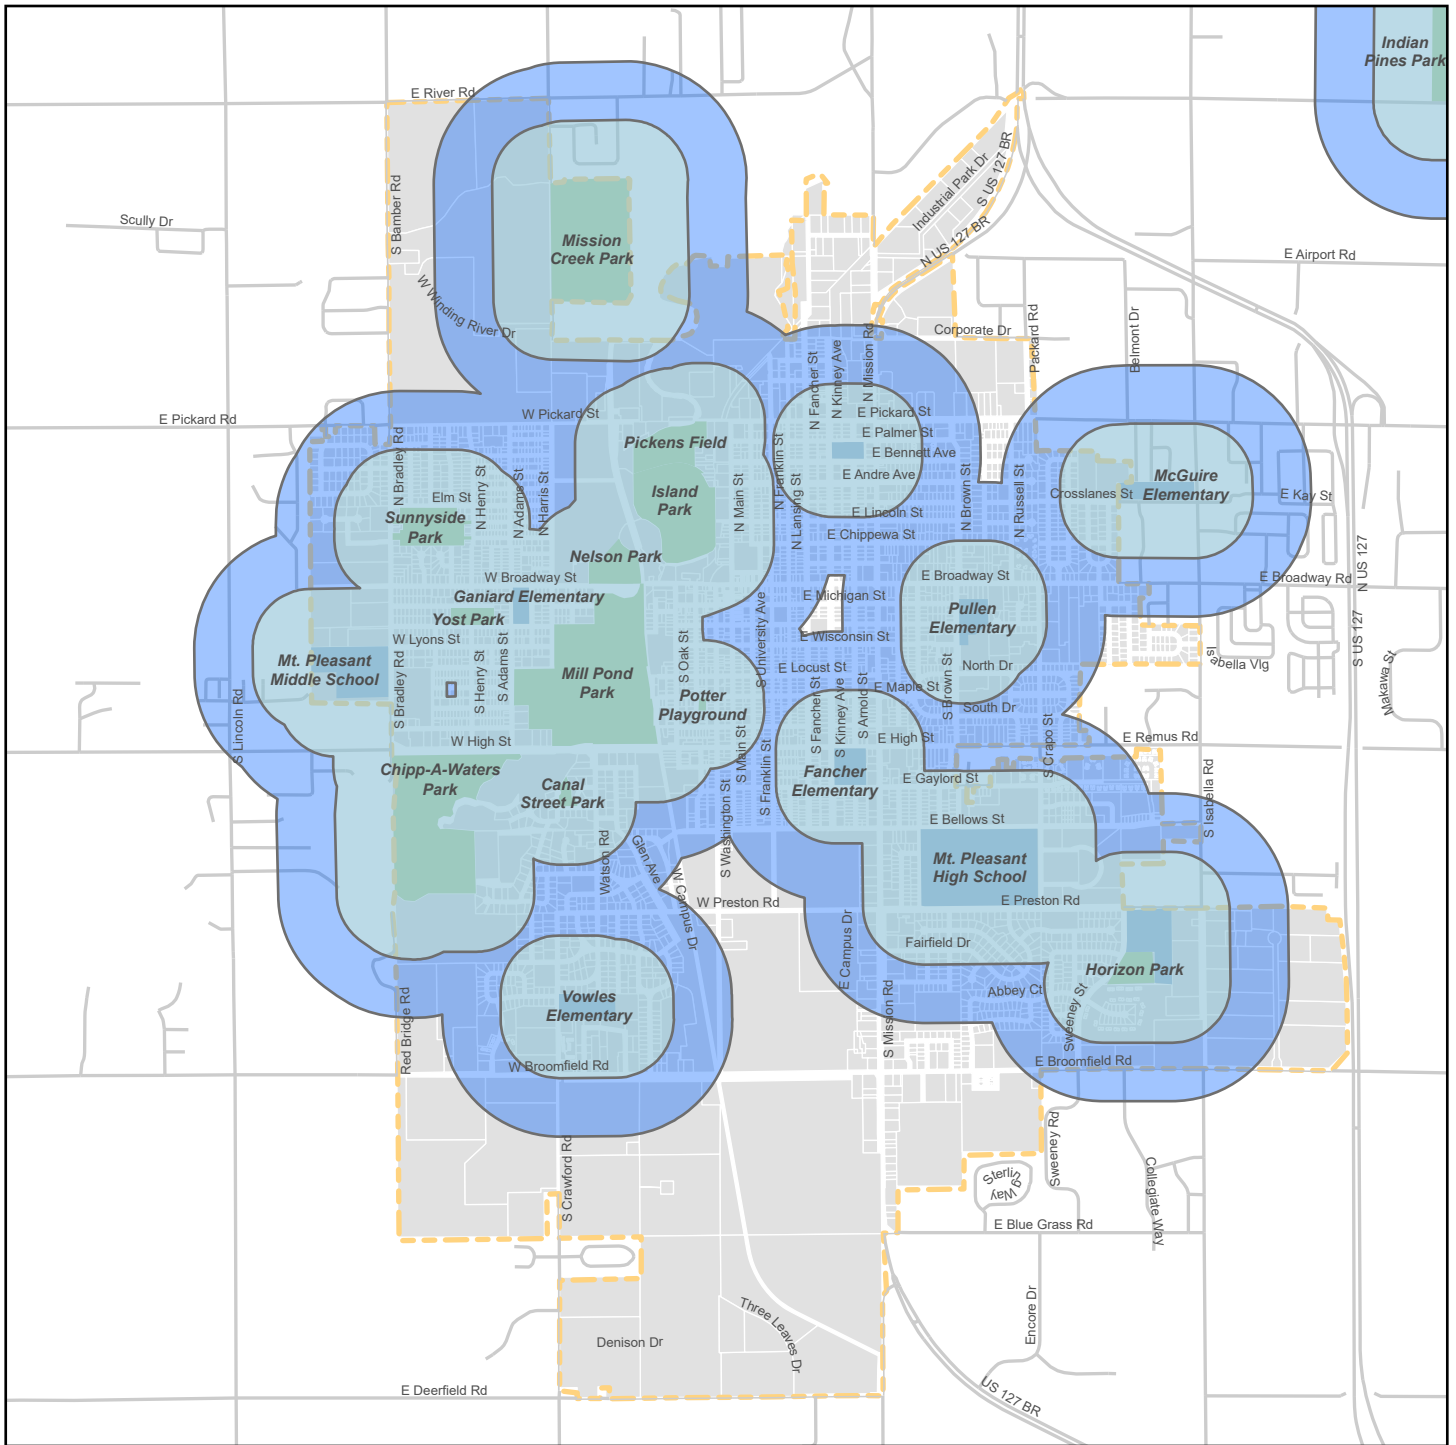 Indian
Pines Park
E River Rd
Industrial Park Dr
S US 127 BR
N US 127 BR
Scully Dr
S Bamber Rd
Mission
Creek Park
E Airport Rd
W Winding River Dr
Corporate Dr
Packard Rd
Belmont Dr
N Fancher St
N Kinney Ave
N Mission Rd
E Pickard Rd
W Pickard St
E Pickard St
E Palmer St
E Bennett Ave
E Andre Ave
Pickens Field
N Bradley Rd
N Henry St
N Adams St
N Harris St
Elm St
Sunnyside
Park
Island
Park
N Main St
N Franklin St
N Lansing St
E Lincoln St
E Chippewa St
N Brown St
N Russell St
Crosslanes St
McGuire
Elementary
E Kay St
N US 127
Nelson Park
W Broadway St
E Broadway St
E Broadway Rd
Ganiard Elementary
Yost Park
E Michigan St
Pullen
Elementary
W Lyons St
E Wisconsin St
S US 127
S Oak St
S University Ave
E Locust St
North Dr
Isabella Vlg
Makawa St
Mt. Pleasant
Middle School
S Bradley Rd
S Henry St
S Adams St
Mill Pond
Park
Potter
Playground
S Fancher St
S Kinney Ave
S Arnold St
E Maple St
S Brown St
South Dr
S Lincoln Rd
W High St
E High St
S Crapo St
E Remus Rd
S Main St
S Franklin St
Chipp-A-Waters
Park
Canal
Street Park
Fancher
Elementary
E Gaylord St
S Isabella Rd
S Washington St
E Bellows St
Watson Rd
Glen Ave
W Campus Dr
Mt. Pleasant
High School
W Preston Rd
E Preston Rd
E Campus Dr
Fairfield Dr
Horizon Park
Abbey Ct
Sweeney St
Vowles
Elementary
Red Bridge Rd
S Mission Rd
W Broomfield Rd
E Broomfield Rd
S Crawford Rd
Sweeney Rd
Collegiate Way
Sterling
Way
E Blue Grass Rd
Encore Dr
Three Leaves Dr
Denison Dr
E Deerfield Rd
US 127 BR